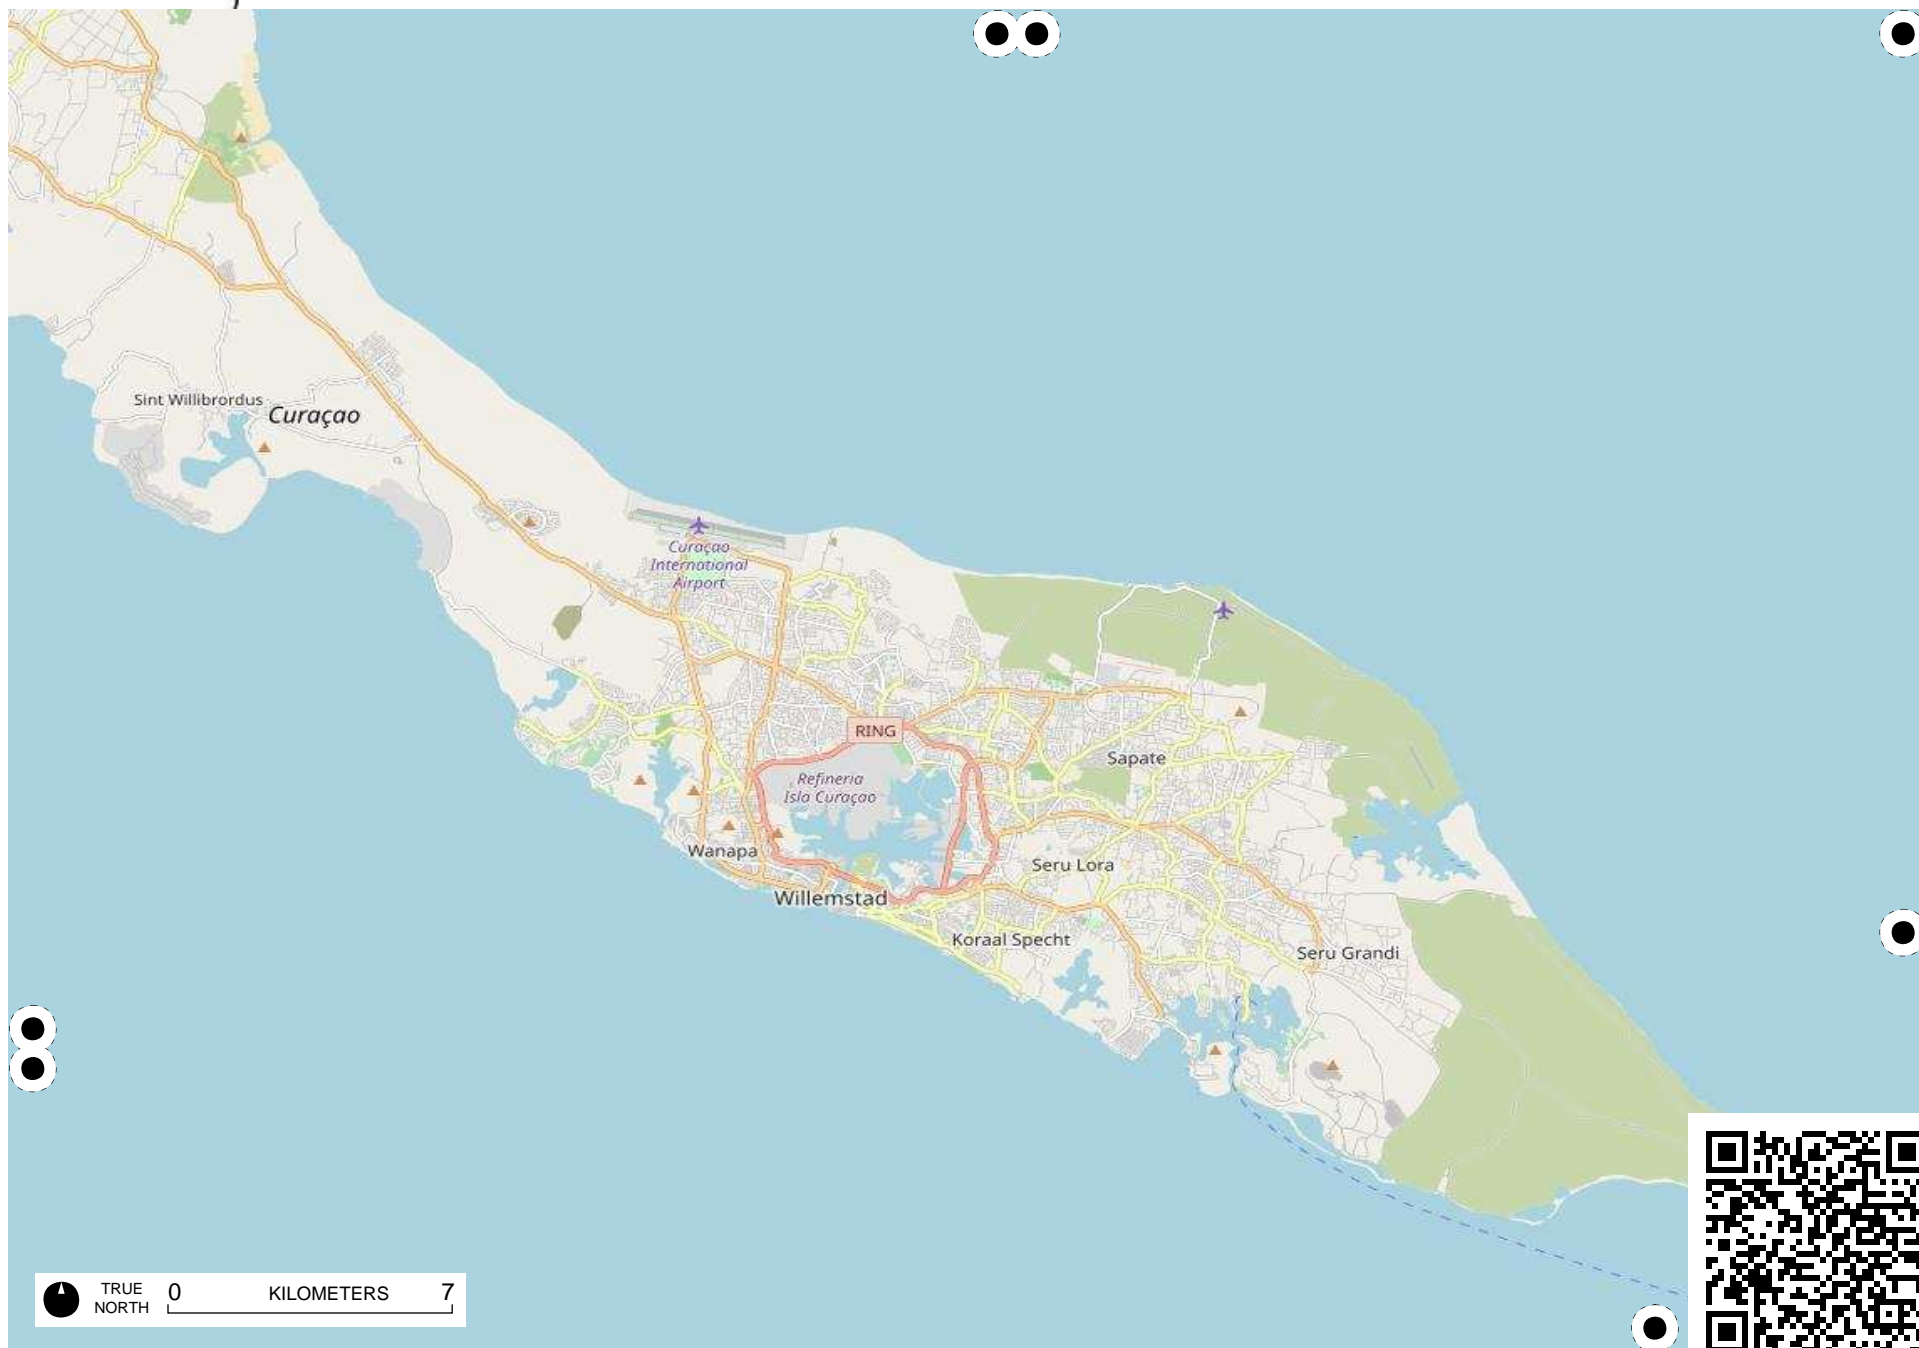 Sint Willibrordus
Curaçao
Curaçao
International
Airport
RING
Sapate
Refineria
Isla Curaçao
Wanapa
Seru Lora
Willemstad
Koraal Specht
Seru Grandi
TRUE
NORTH
0 KILOMETERS 7